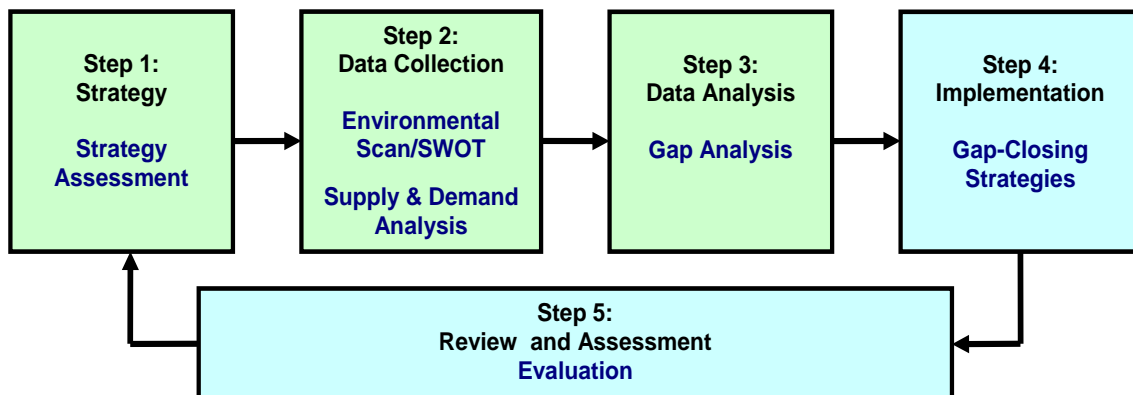 Step 1:
Strategy
Strategy
Assessment
Step 2:
Data Collection
Environmental
Scan/SWOT
Supply & Demand
Analysis
Step 3:
Data Analysis
Gap Analysis
Step 4:
Implementation
Gap-Closing
Strategies
Step 5:
Review and Assessment
Evaluation